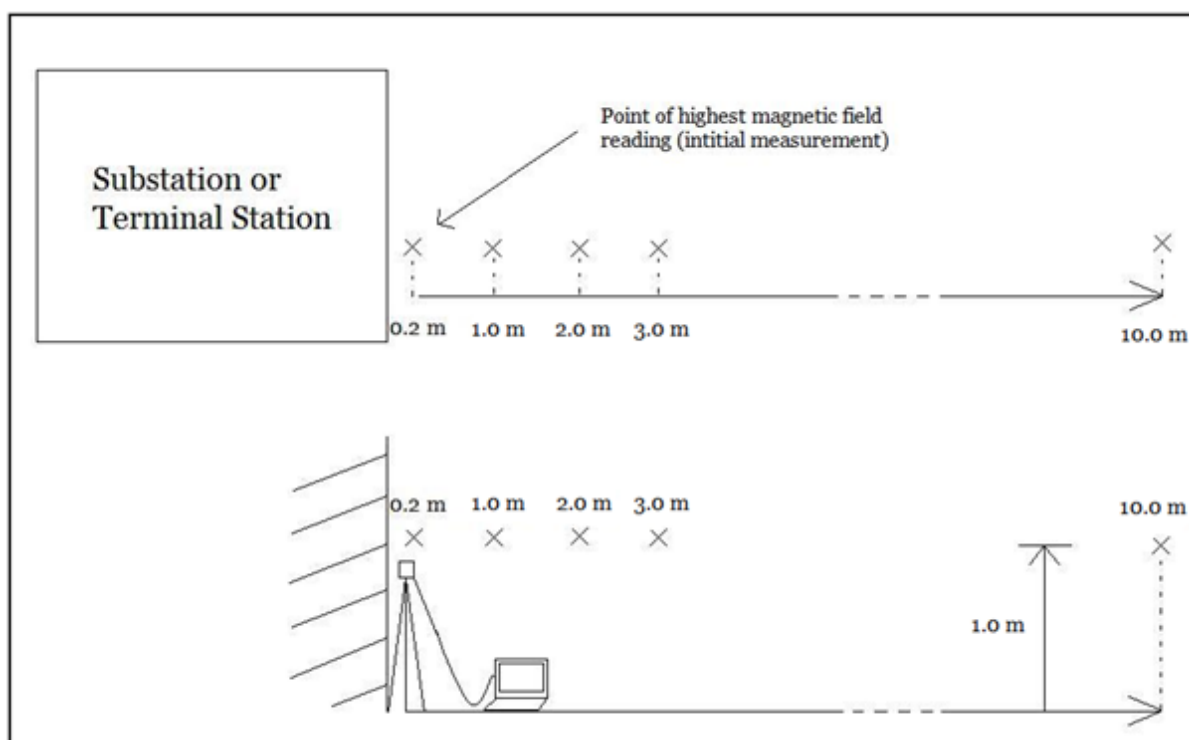 Point of highest magnetic field
reading (intitial measurement)
Substation or
Terminal Station
0.2 m 1.0 m 2.0 m 3.0 m 10.0 m
0.2 m 1.0 m 2.0 m 3.0 m 10.0 m
1.0 m